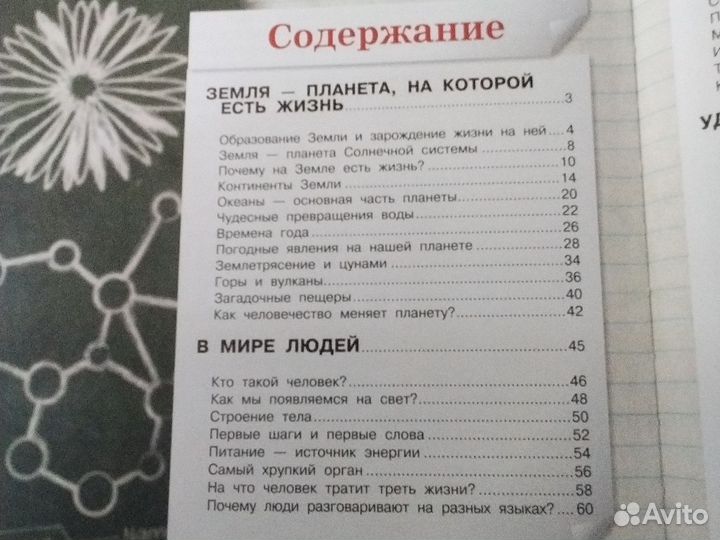 Содержание
ЗЕМЛЯ — ПЛАНЕТА, НА КОТОРОЙ
ЕСТЬ ЖИЗНЬ 3
Образование Земли и зарождение жизни на ней 4
Земля — планета Солнечной системы 8
Почему на Земле есть жизнь? 10
Континенты Земли 14
Океаны — основная часть планеты 20
Чудесные превращения воды 22
Времена года 26
Погодные явления на нашей планете 28
Землетрясение и цунами 34
Горы и вулканы 36
Загадочные пещеры 40
Как человечество меняет планету? 42
В МИРЕ ЛЮДЕЙ 45
Кто такой человек? 46
Как мы появляемся на свет? 48
Строение тела 50
Первые шаги и первые слова 52
Питание — источник энергии 54
Самый хрупкий орган 56
На что человек тратит треть жизни? 58
Почему люди разговаривают на разных языках? 60
Avito